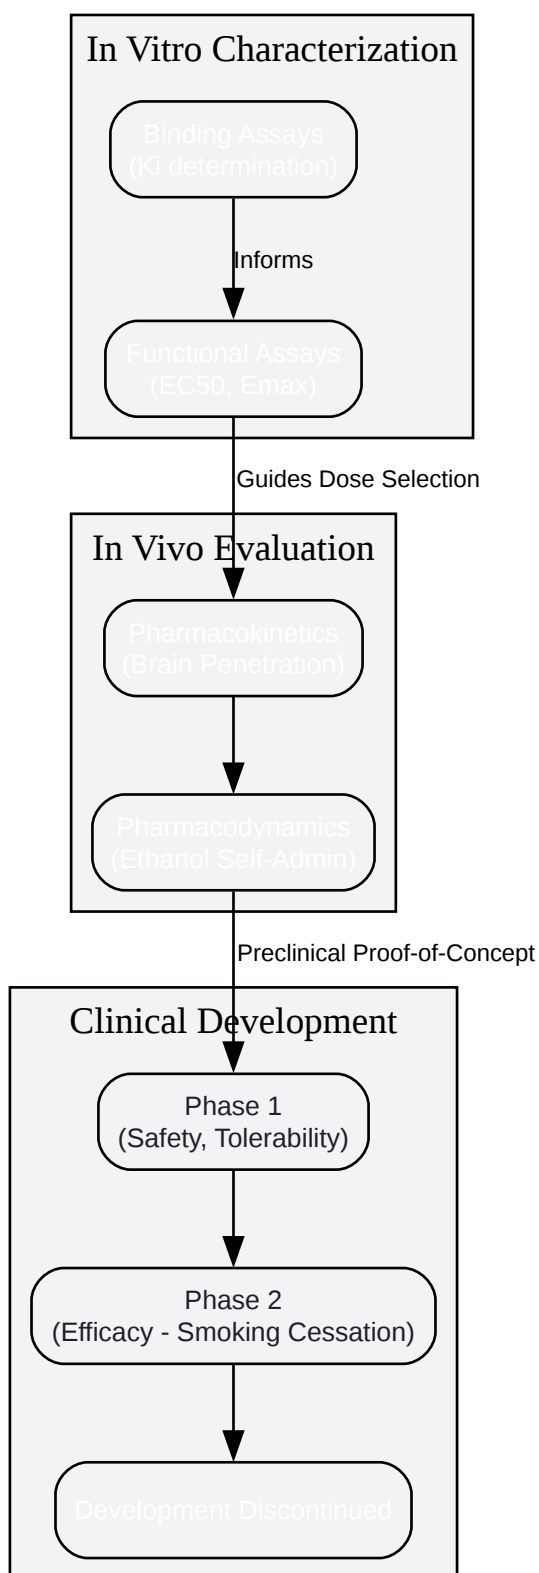 In Vitro Characterization
Binding Assays
(Ki determination)
Informs
Functional Assays
(EC50, Emax)
Guides Dose Selection
In Vivo Evaluation
Pharmacokinetics
(Brain Penetration)
Pharmacodynamics
(Ethanol Self-Admin)
Preclinical Proof-of-Concept
Clinical Development
Phase 1
(Safety, Tolerability)
Phase 2
(Efficacy - Smoking Cessation)
Development Discontinued